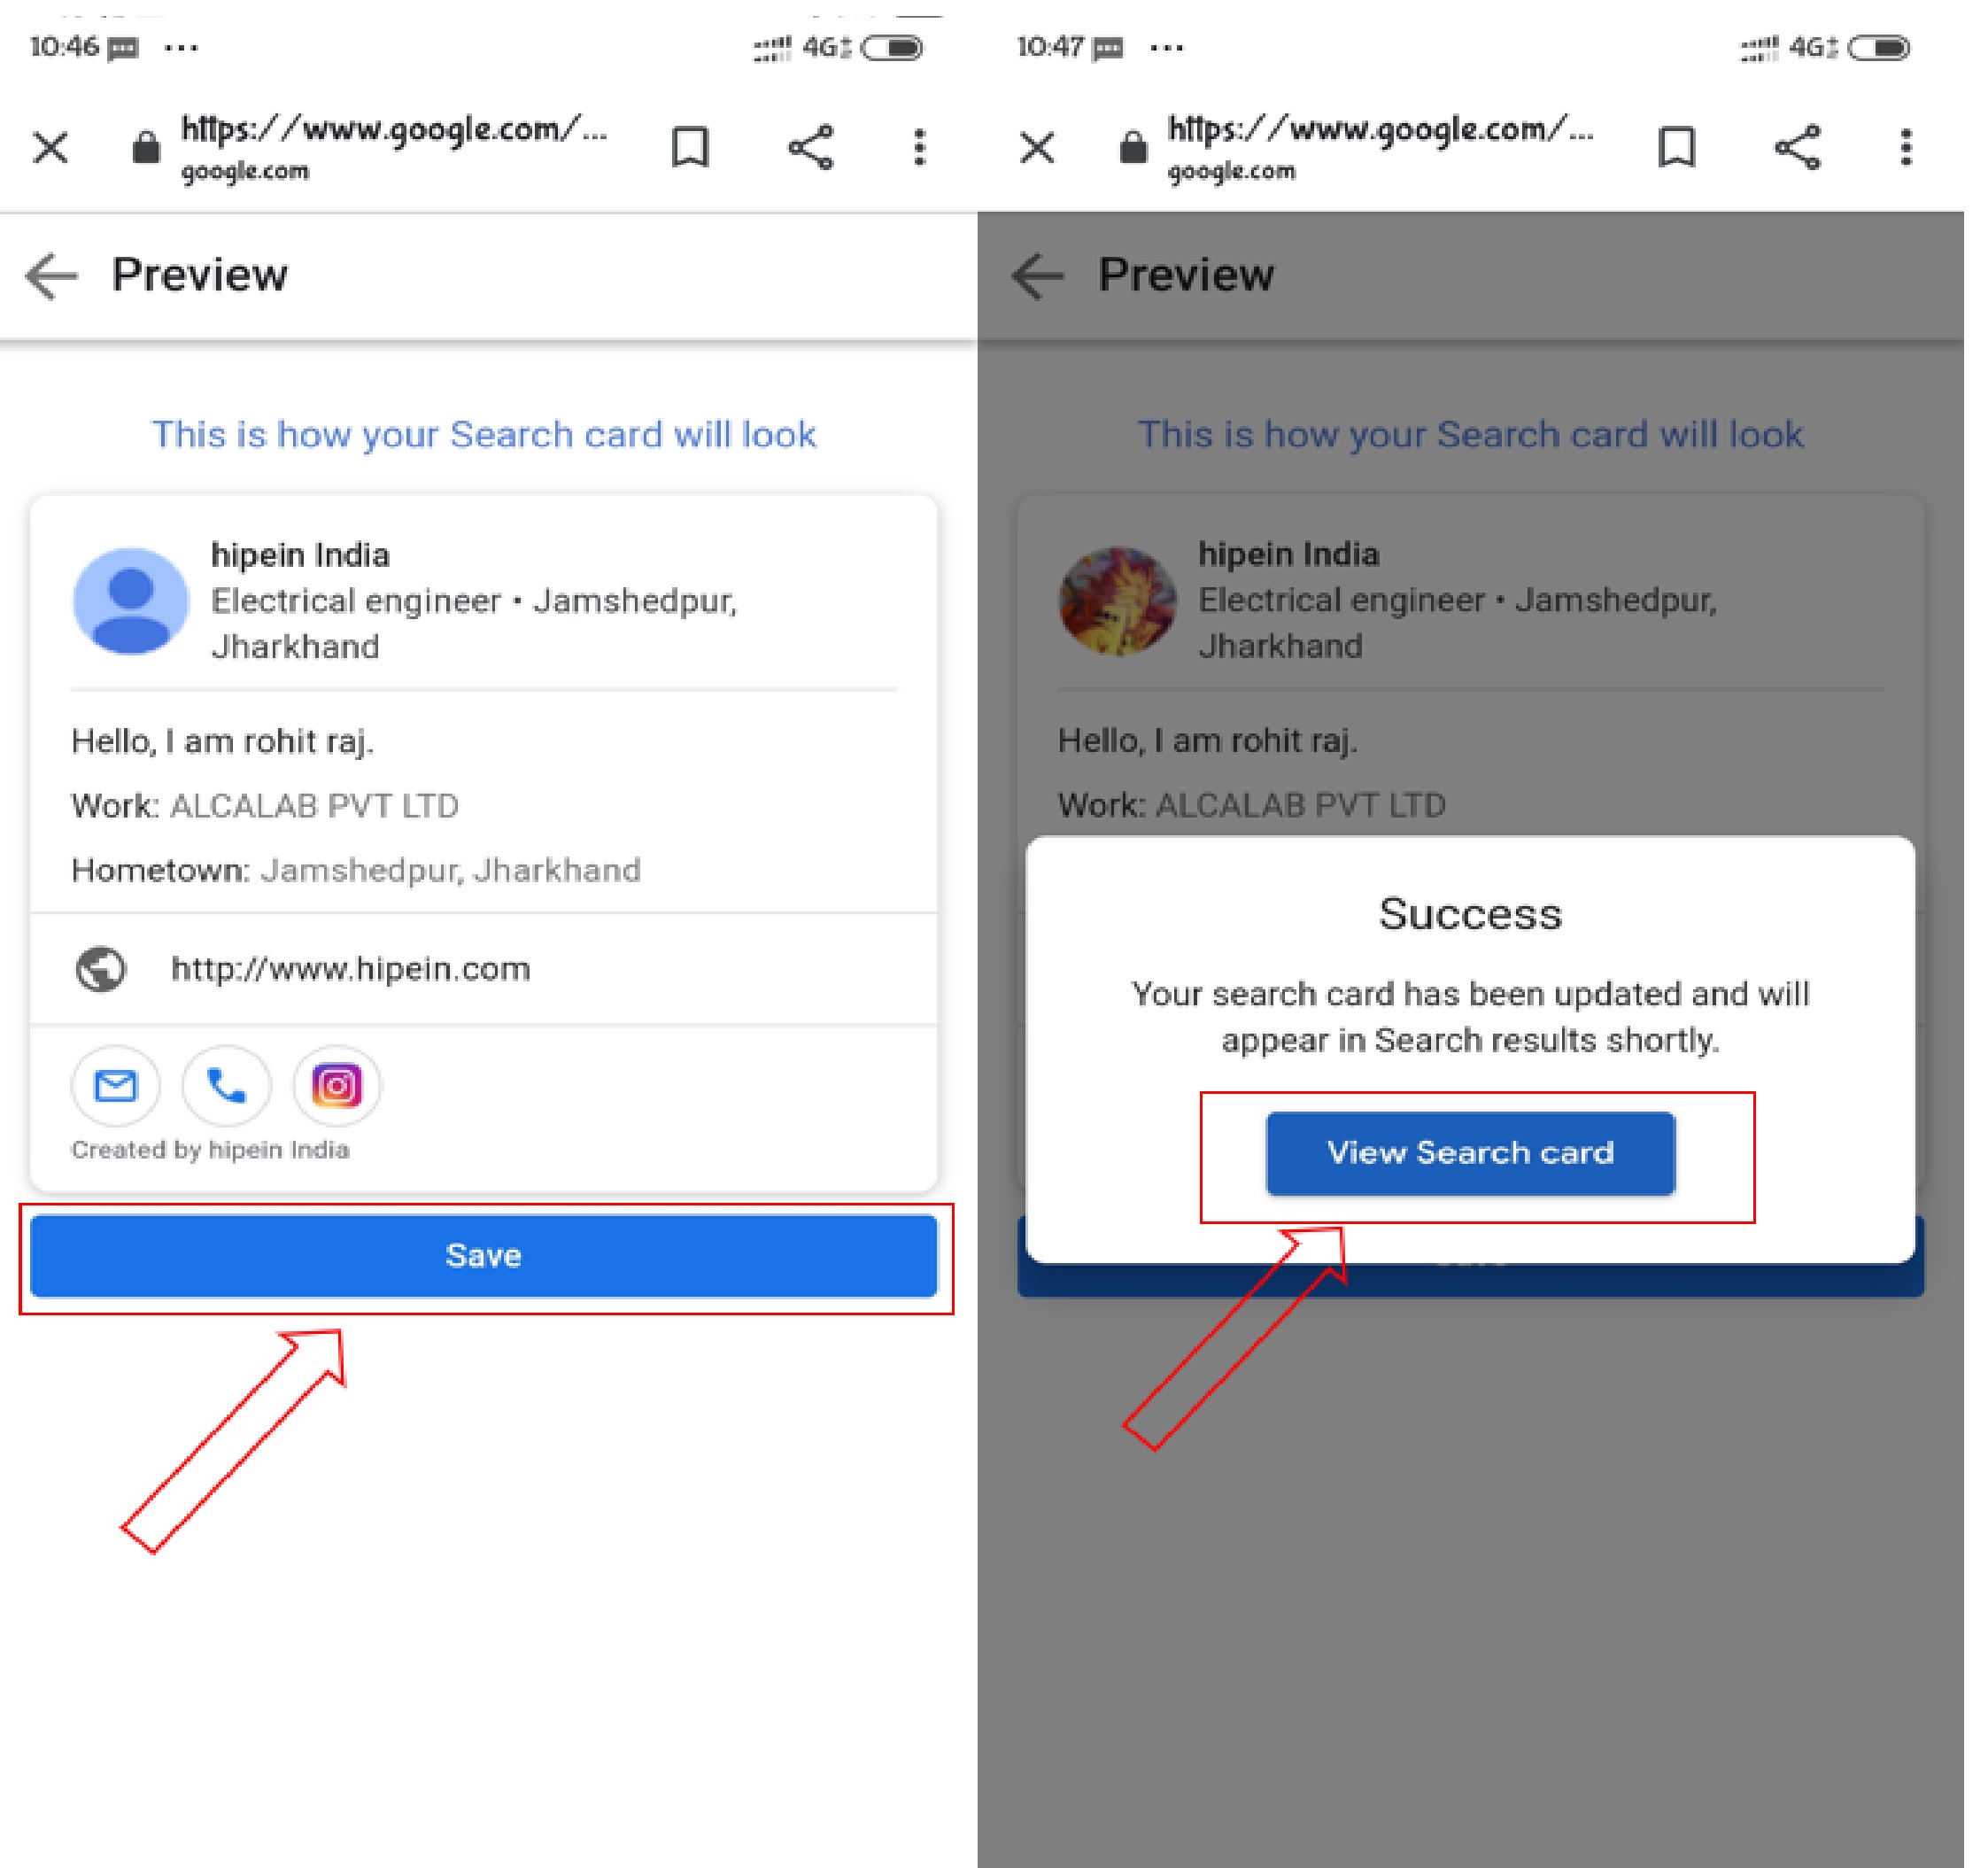 10:46
4G
https://www.google.com/...
google.com
Preview
This is how your Search card will look
hipein India
Electrical engineer • Jamshedpur,
Jharkhand
Hello, I am rohit raj.
Work: ALCALAB PVT LTD
Hometown: Jamshedpur, Jharkhand
http://www.hipein.com
Created by hipein India
Save
10:47
4G
https://www.google.com/...
google.com
Preview
This is how your Search card will look
hipein India
Electrical engineer • Jamshedpur,
Jharkhand
Hello, I am rohit raj.
Work: ALCALAB PVT LTD
Success
Your search card has been updated and will
appear in Search results shortly.
View Search card